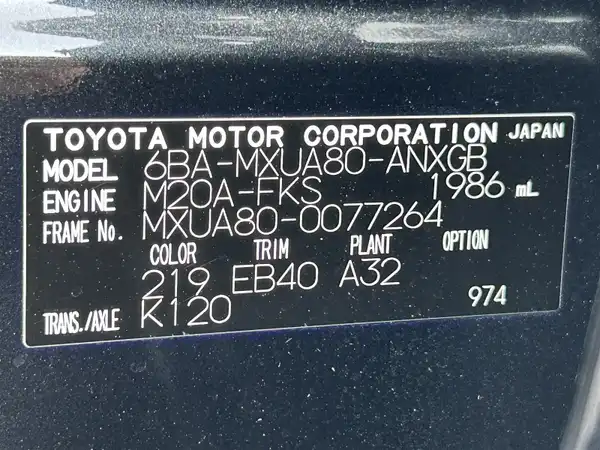 TOYOTA MOTOR CORPORATION JAPAN
MODEL 6BA-MXUA80-ANXGB
ENGINE M20A-FKS 1986 mL
FRAME No. MXUA80-0077264
COLOR TRIM PLANT OPTION
219 EB40 A32
TRANS./AXLE K120 974